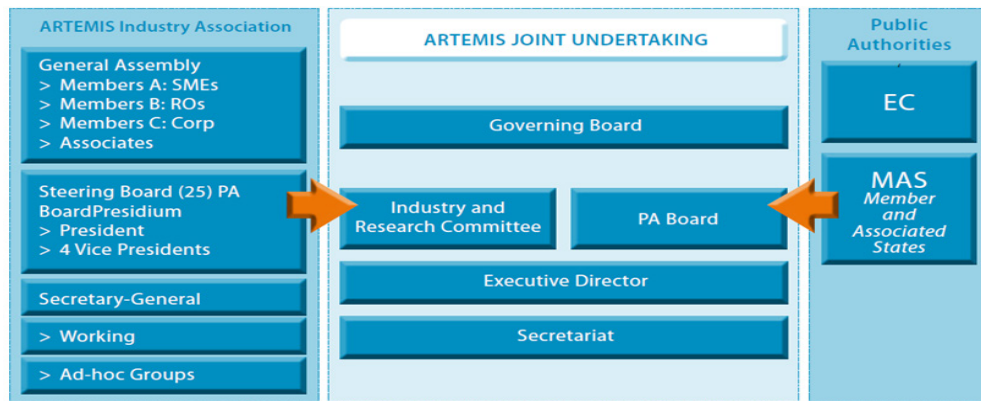 ARTEMIS Industry Association
General Assembly
> Members A: SMEs
> Members B: ROs
> Members C: Corp
> Associates
Steering Board (25) PA
BoardPresidium
> President
> 4 Vice Presidents
Secretary-General
> Working
> Ad-hoc Groups
ARTEMIS JOINT UNDERTAKING
Governing Board
Industry and
Research Committee
PA Board
Executive Director
Secretariat
Public
Authorities
EC
MAS
Member
and
Associated
States